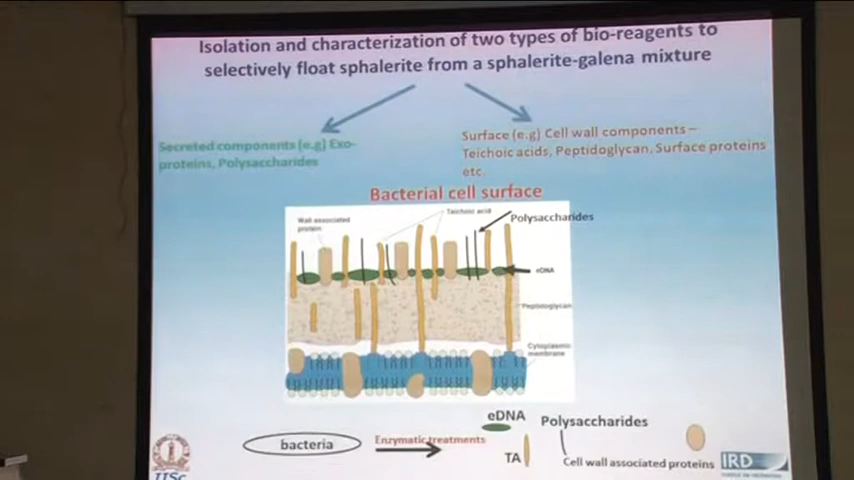 Isolation and characterization of two types of bio-reagents to
selectively float sphalerite from a sphalerite-galena mixture
Secreted components (e.g) Exo-
proteins, Polysaccharides
Surface (e.g) Cell wall components –
Teichoic acids, Peptidoglycan, Surface proteins
etc.
Bacterial cell surface
Wall associated
protein
Teichoic acid
Polysaccharides
eDNA
Peptidoglycan
Cytoplasmic
membrane
bacteria
Enzymatic treatments
eDNA
TA
Polysaccharides
Cell wall associated proteins
IISc
IRD